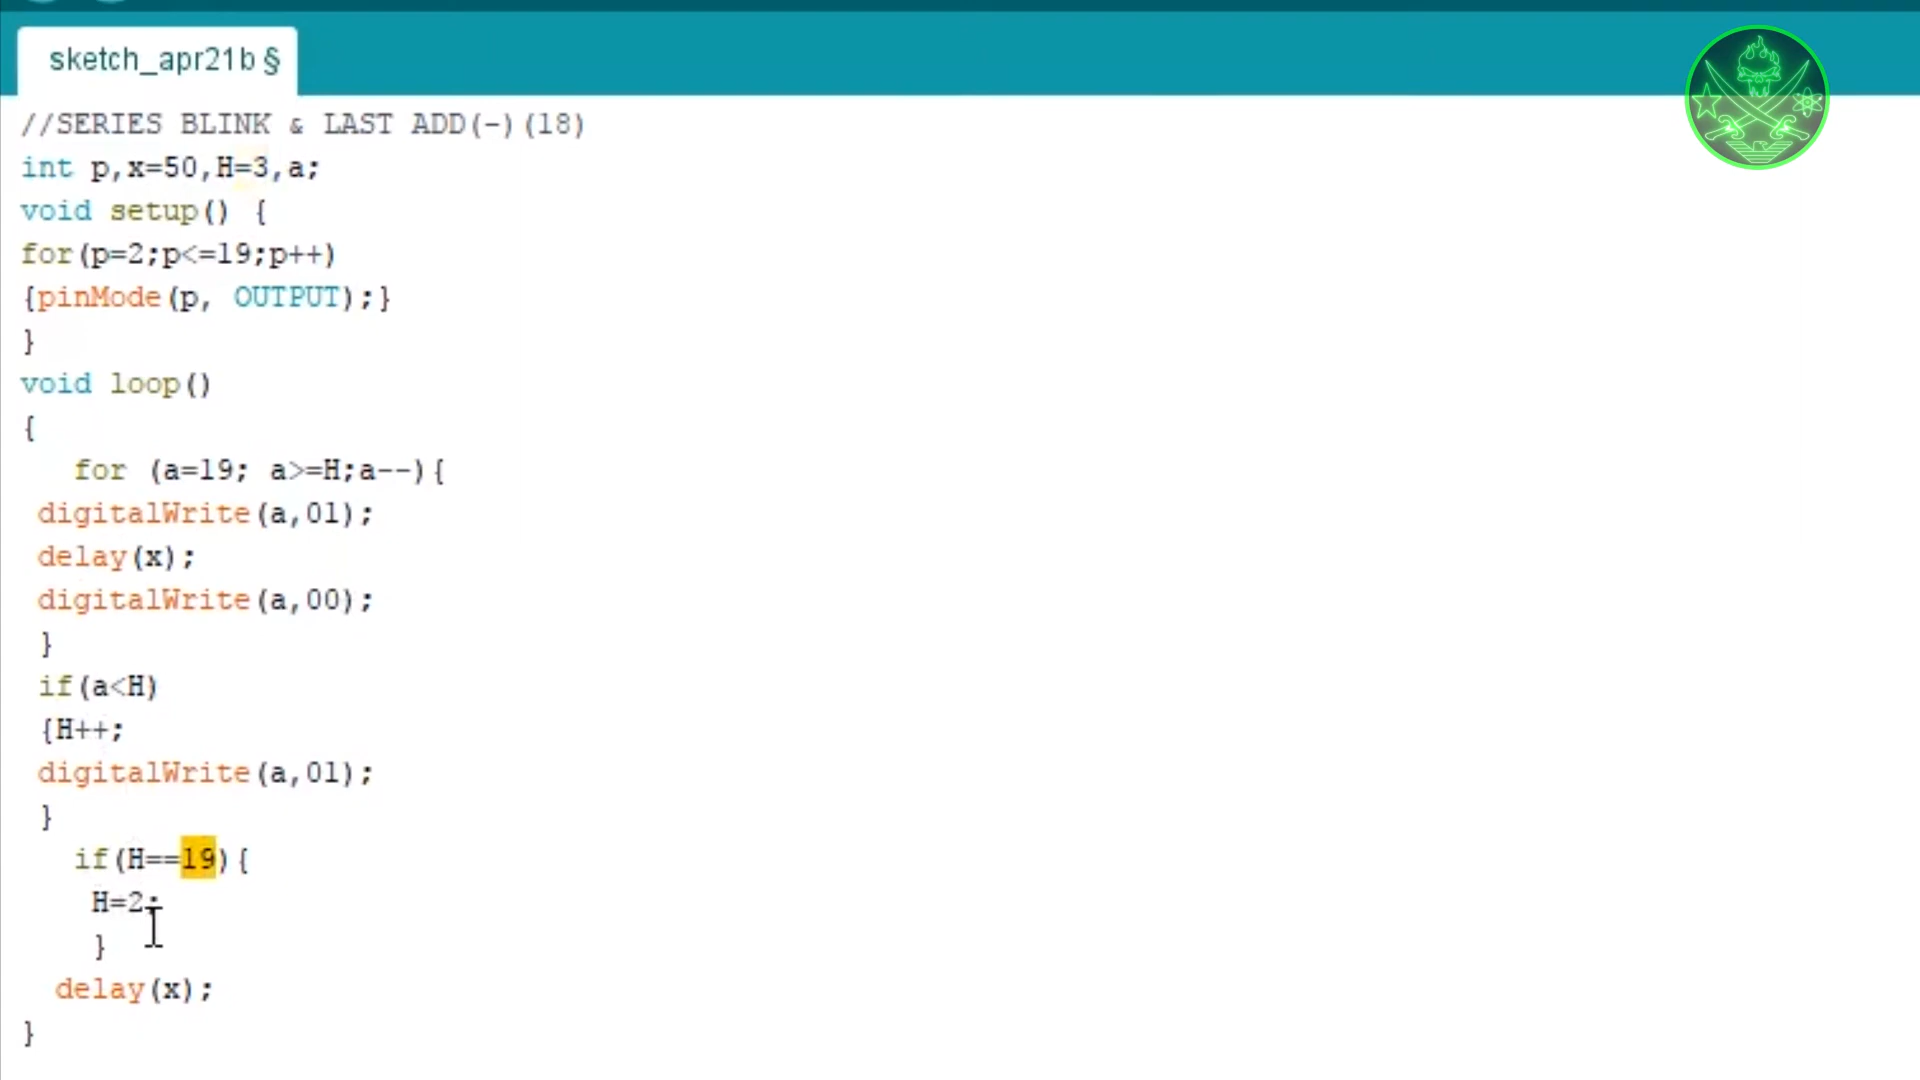 sketch_apr21b §
//SERIES BLINK & LAST ADD(-)(18)
int p,x=50,H=3,a;
void setup() {
for(p=2;p<=19;p++)
{pinMode(p, OUTPUT);}
}
void loop()
{
for (a=19; a>=H;a--){
digitalWrite(a,01);
delay(x);
digitalWrite(a,00);
}
if(a<H)
{H++;
digitalWrite(a,01);
}
if(H==19){
H=2;
}
delay(x);
}